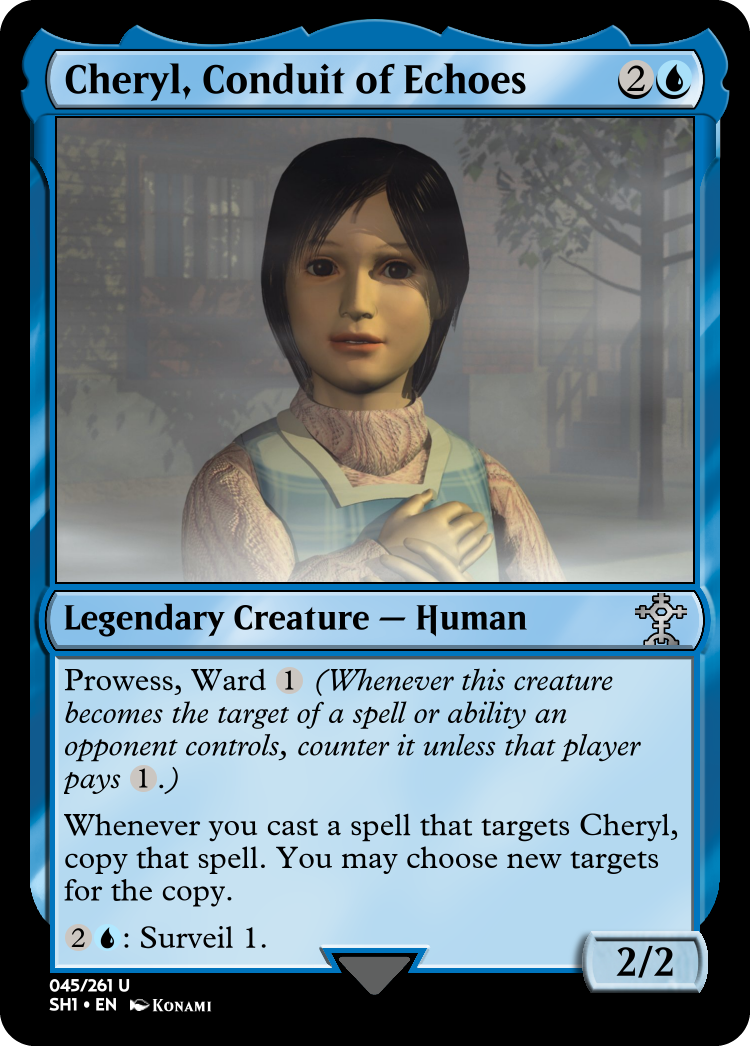 Cheryl, Conduit of Echoes 2
Legendary Creature — Human
Prowess, Ward 1 (Whenever this creature
becomes the target of a spell or ability an
opponent controls, counter it unless that player
pays 1.)
Whenever you cast a spell that targets Cheryl,
copy that spell. You may choose new targets
for the copy.
2 : Surveil 1.
2/2
045/261 U
SH1 • EN KONAMI